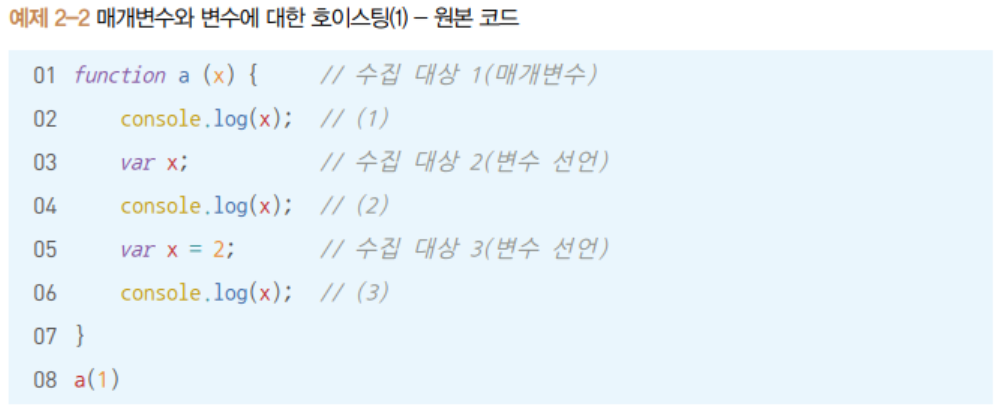 예제 2-2 매개변수와 변수에 대한 호이스팅(1) – 원본 코드
01 function a (x) { // 수집 대상 1(매개변수)
02 console.log(x); // (1)
03 var x; // 수집 대상 2(변수 선언)
04 console.log(x); // (2)
05 var x = 2; // 수집 대상 3(변수 선언)
06 console.log(x); // (3)
07 }
08 a(1)